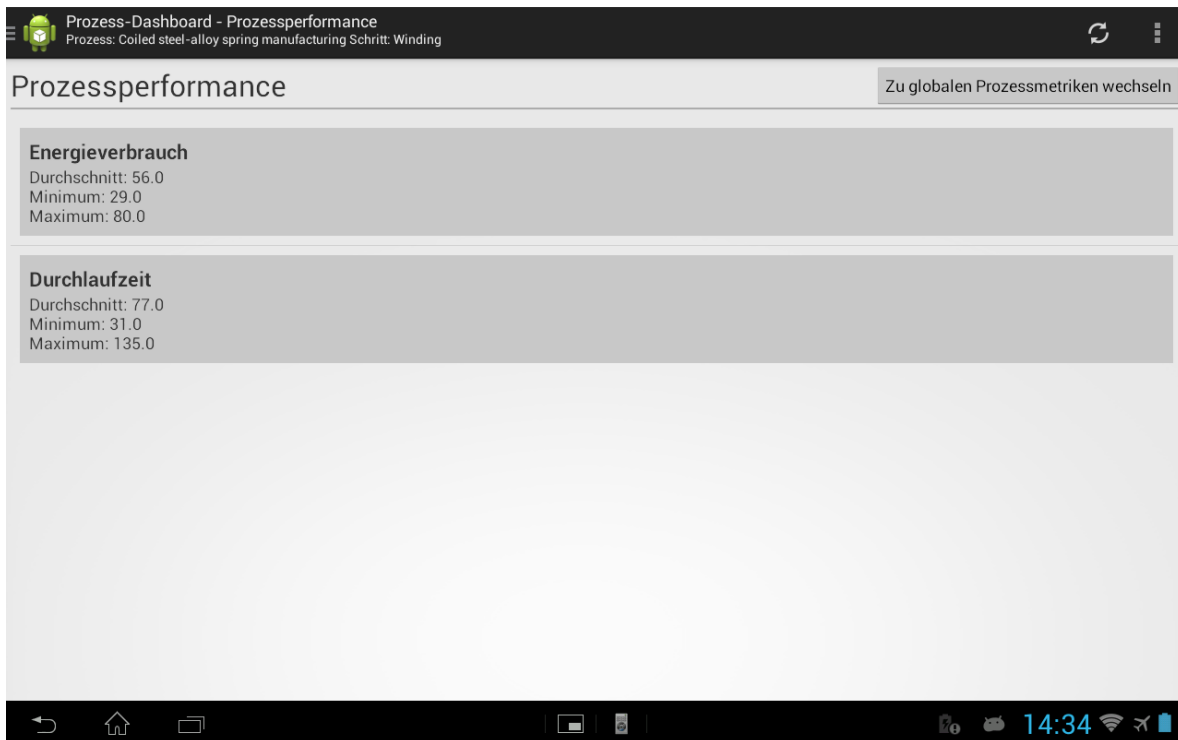 Prozess-Dashboard - Prozessperformance
Prozess: Coiled steel-alloy spring manufacturing Schritt: Winding
Prozessperformance
Zu globalen Prozessmetriken wechseln
Energieverbrauch
Durchschnitt: 56.0
Minimum: 29.0
Maximum: 80.0
Durchlaufzeit
Durchschnitt: 77.0
Minimum: 31.0
Maximum: 135.0
14:34